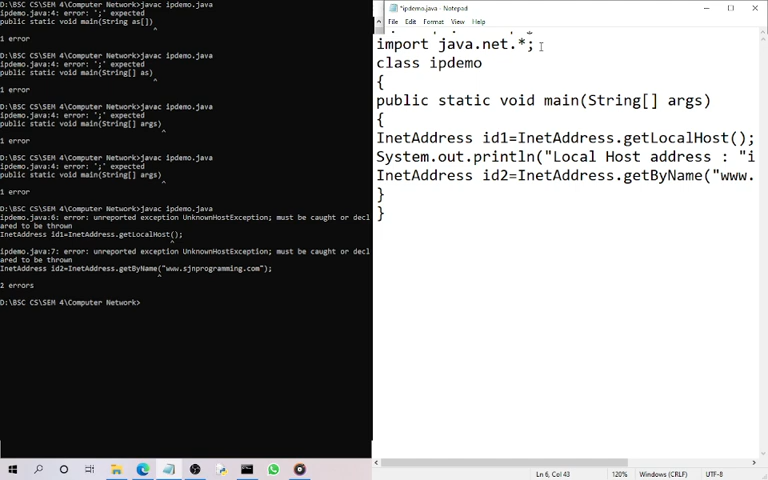 D:\BSC CS\SEM 4\Computer Network>javac ipdemo.java
ipdemo.java:4: error: ';' expected
public static void main(String as[])
^
1 error
D:\BSC CS\SEM 4\Computer Network>javac ipdemo.java
ipdemo.java:4: error: ';' expected
public static void main(String as)
^
1 error
D:\BSC CS\SEM 4\Computer Network>javac ipdemo.java
ipdemo.java:4: error: ';' expected
public static void main(String[] args)
^
1 error
D:\BSC CS\SEM 4\Computer Network>javac ipdemo.java
ipdemo.java:4: error: ';' expected
public static void main(String[] args)
^
1 error
D:\BSC CS\SEM 4\Computer Network>javac ipdemo.java
ipdemo.java:6: error: unreported exception UnknownHostException; must be caught or decl
ared to be thrown
InetAddress id1=InetAddress.getLocalHost();
^
ipdemo.java:7: error: unreported exception UnknownHostException; must be caught or decl
ared to be thrown
InetAddress id2=InetAddress.getByName("www.sjnprogramming.com");
^
2 errors
D:\BSC CS\SEM 4\Computer Network>
*ipdemo.java - Notepad
File Edit Format View Help
import java.net.*;
class ipdemo
{
public static void main(String[] args)
{
InetAddress id1=InetAddress.getLocalHost();
System.out.println("Local Host address : "i
InetAddress id2=InetAddress.getByName("www.
}
}
Ln 6, Col 43 120% Windows (CRLF) UTF-8